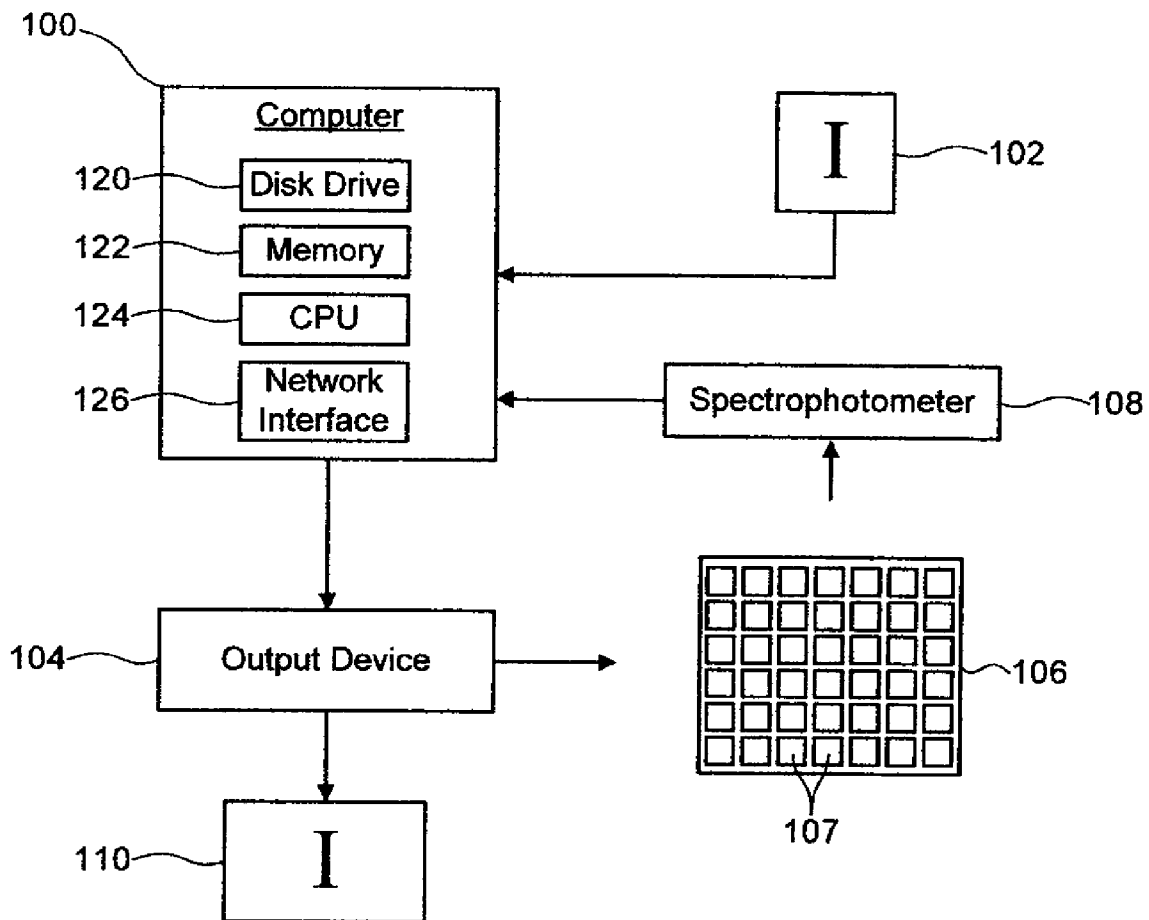 100
Computer
120 Disk Drive
122 Memory
124 CPU
126 Network
Interface
I 102
Spectrophotometer 108
104 Output Device
106
107
110 I